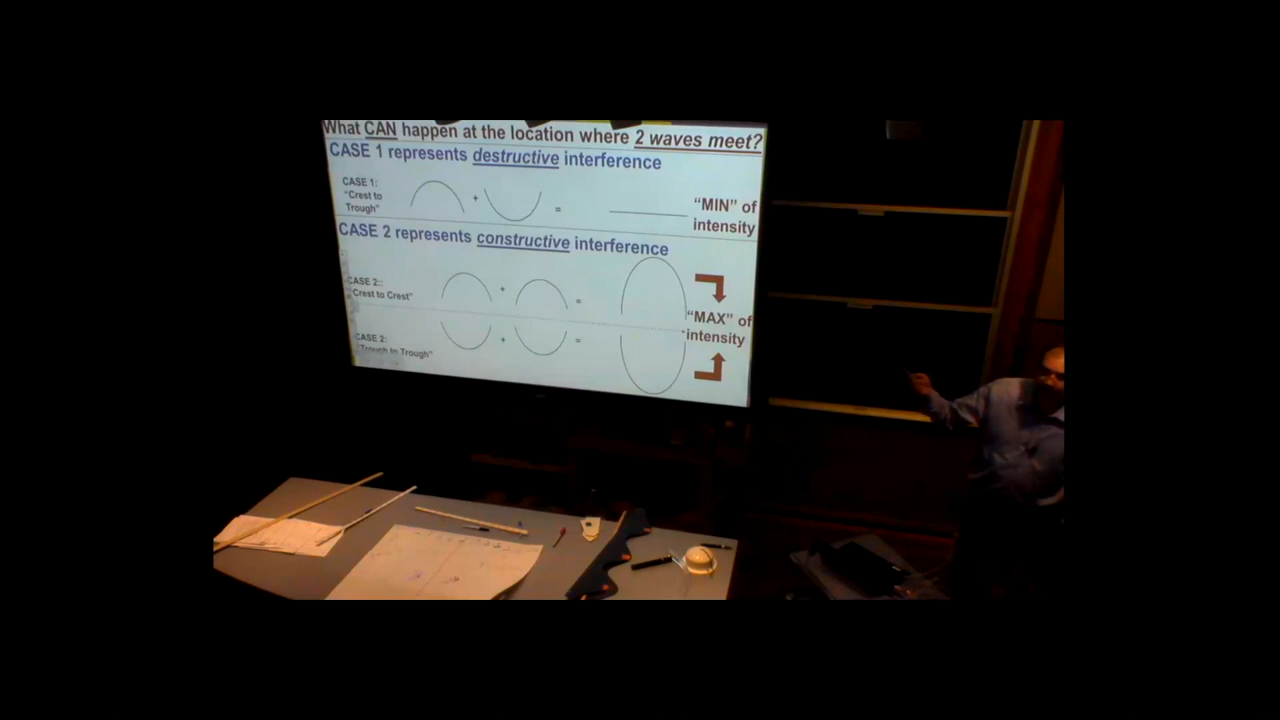 What CAN happen at the location where 2 waves meet?
CASE 1 represents destructive interference
CASE 1:
"Crest to
Trough"
+
=
"MIN" of
intensity
CASE 2 represents constructive interference
CASE 2::
"Crest to Crest"
+
=
"MAX" of
intensity
CASE 2:
"Trough to Trough"
+
=